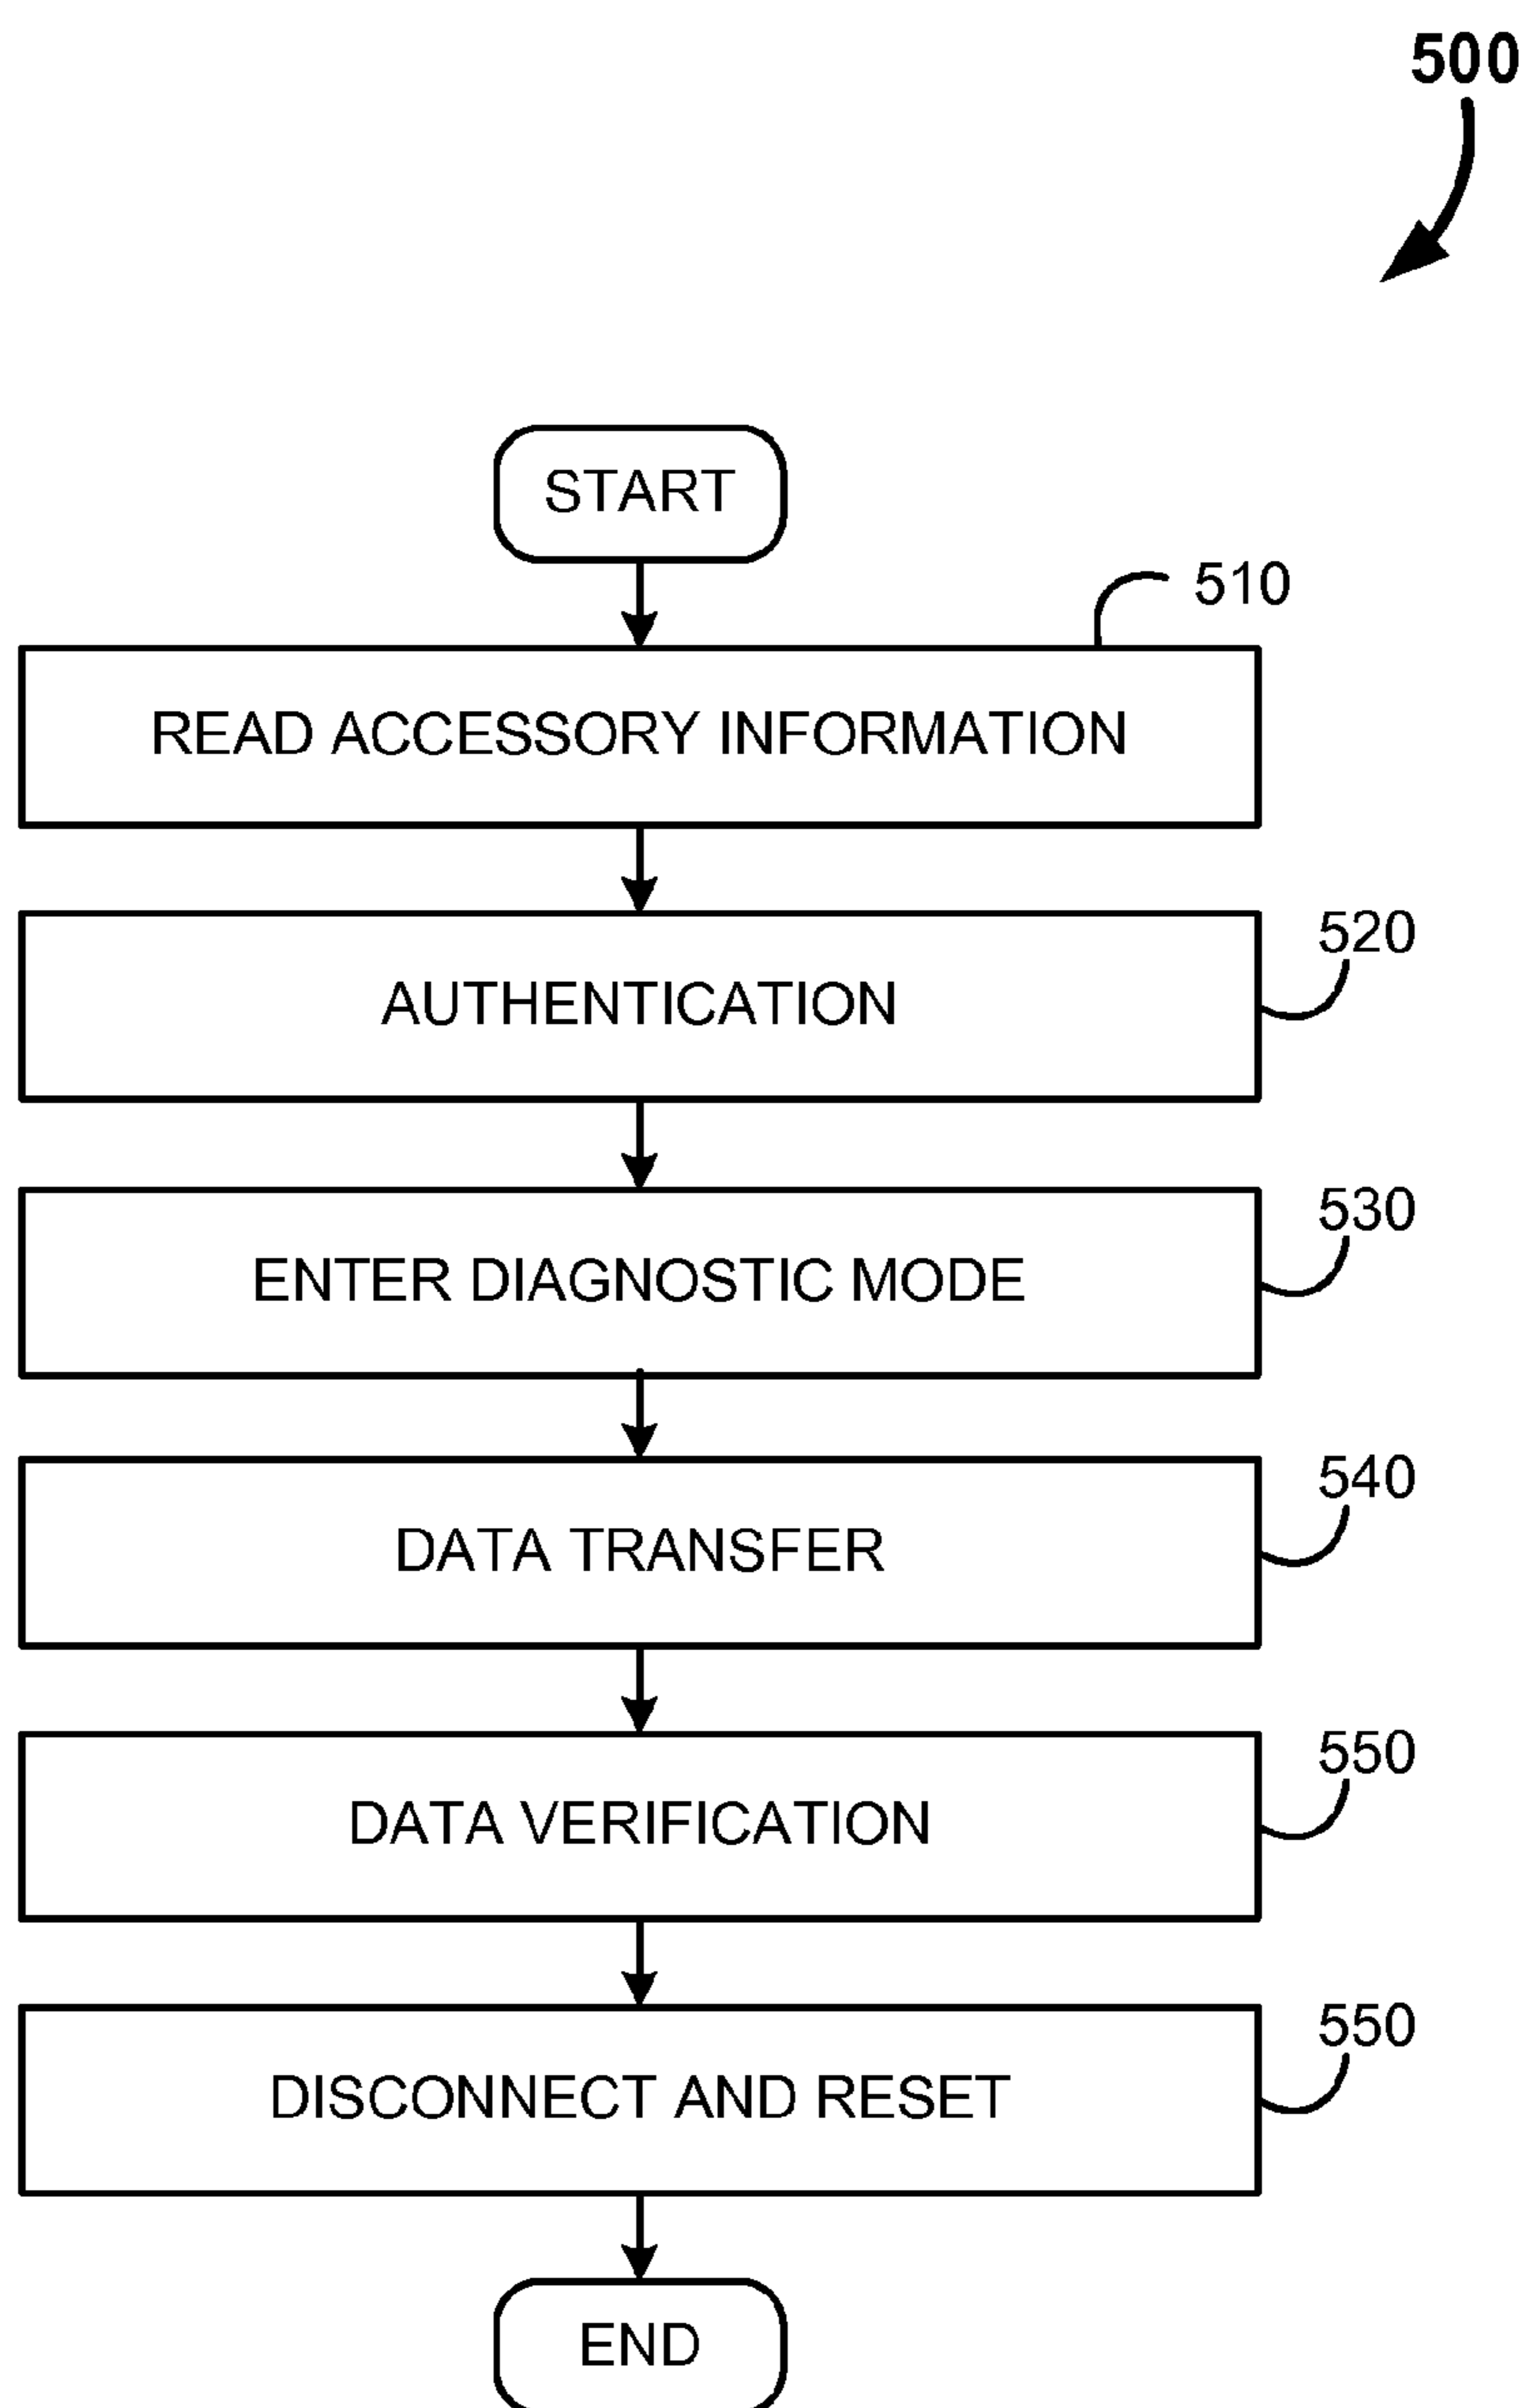 500
START
510
READ ACCESSORY INFORMATION
520
AUTHENTICATION
530
ENTER DIAGNOSTIC MODE
540
DATA TRANSFER
550
DATA VERIFICATION
550
DISCONNECT AND RESET
END